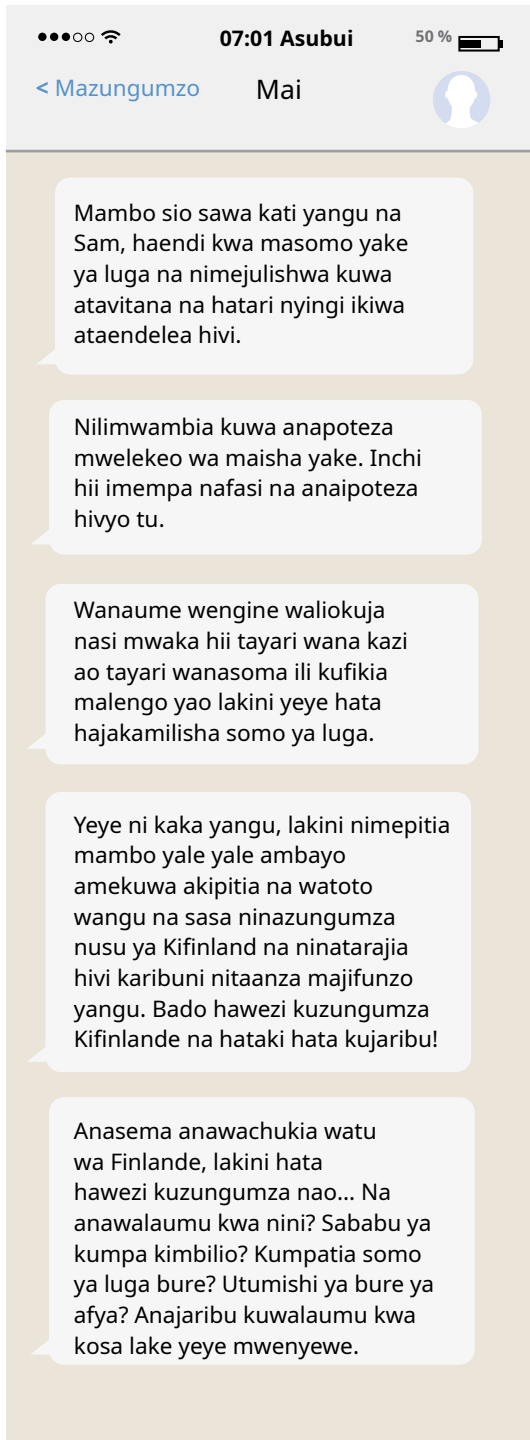 07:01 Asubui
50 %
< Mazungumzo
Mai
Mambo sio sawa kati yangu na
Sam, haendi kwa masomo yake
ya luga na nimejulishwa kuwa
atavitana na hatari nyingi ikiwa
ataendelea hivi.
Nilimwambia kuwa anapoteza
mwelekeo wa maisha yake. Inchi
hii imempa nafasi na anaipoteza
hivyo tu.
Wanaume wengine waliokuja
nasi mwaka hii tayari wana kazi
ao tayari wanasoma ili kufikia
malengo yao lakini yeye hata
hajakamilisha somo ya luga.
Yeye ni kaka yangu, lakini nimepitia
mambo yale yale ambayo
amekuwa akipitia na watoto
wangu na sasa ninazungumza
nusu ya Kifinland na ninatarajia
hivi karibuni nitaanza majifunzo
yangu. Bado hawezi kuzungumza
Kifinlande na hataki hata kujaribu!
Anasema anawachukia watu
wa Finlande, lakini hata
hawezi kuzungumza nao... Na
anawalaumu kwa nini? Sababu ya
kumpa kimbilio? Kumpatia somo
ya luga bure? Utumishi ya bure ya
afya? Anajaribu kuwalaumu kwa
kosa lake yeye mwenyewe.